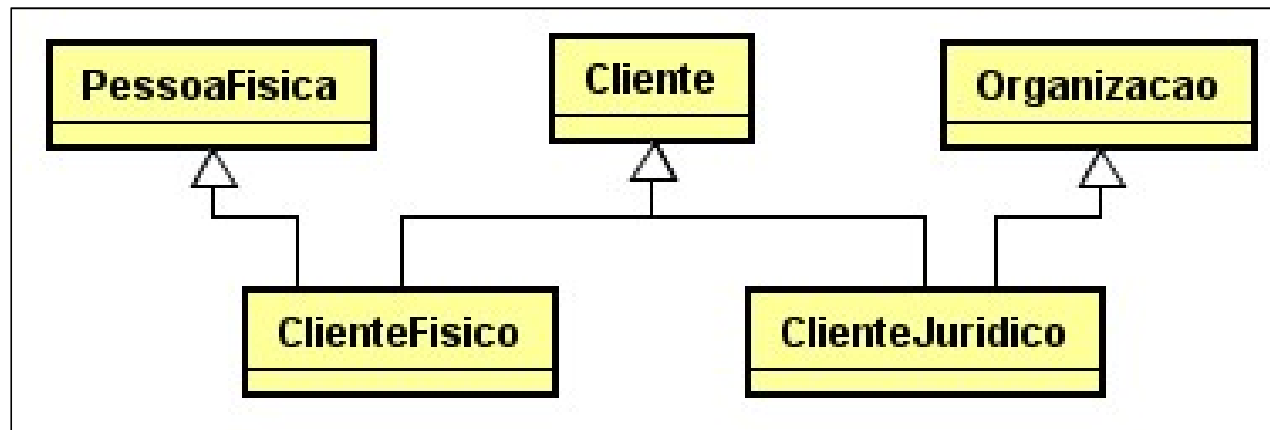 PessoaFisica
Cliente
Organizacao
ClienteFisico
ClienteJuridico